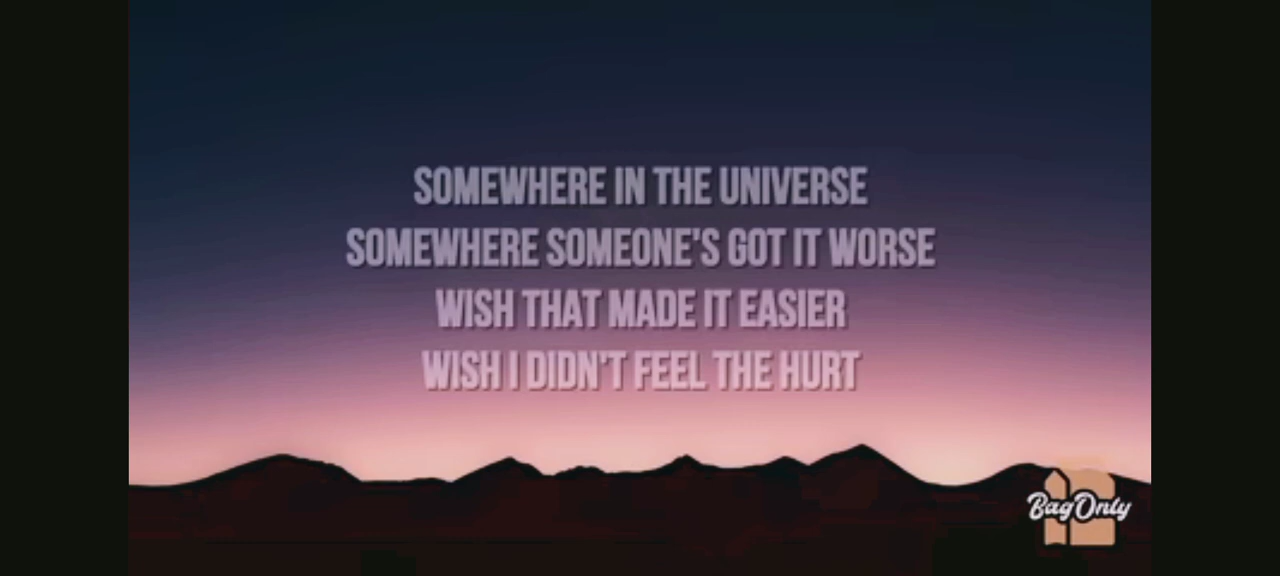 SOMEWHERE IN THE UNIVERSE
SOMEWHERE SOMEONE'S GOT IT WORSE
WISH THAT MADE IT EASIER
WISH I DIDN'T FEEL THE HURT
BagOnly